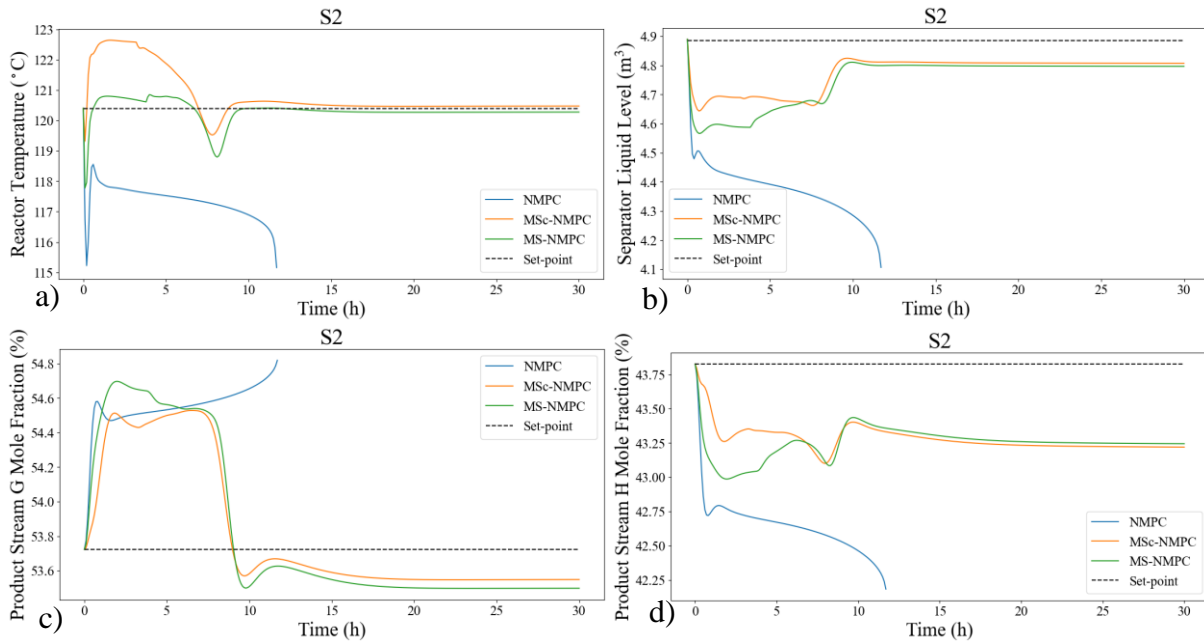 S2
Reactor Temperature (°C)
123
122
121
120
119
118
117
116
115
NMPC
MSc-NMPC
MS-NMPC
Set-point
0
5
10
15
20
25
30
Time (h)
a)
S2
Separator Liquid Level (m³)
4.9
4.8
4.7
4.6
4.5
4.4
4.3
4.2
4.1
NMPC
MSc-NMPC
MS-NMPC
Set-point
0
5
10
15
20
25
30
Time (h)
b)
S2
Product Stream G Mole Fraction (%)
54.8
54.6
54.4
54.2
54.0
53.8
53.6
NMPC
MSc-NMPC
MS-NMPC
Set-point
0
5
10
15
20
25
30
Time (h)
c)
S2
Product Stream H Mole Fraction (%)
43.75
43.50
43.25
43.00
42.75
42.50
42.25
NMPC
MSc-NMPC
MS-NMPC
Set-point
0
5
10
15
20
25
30
Time (h)
d)